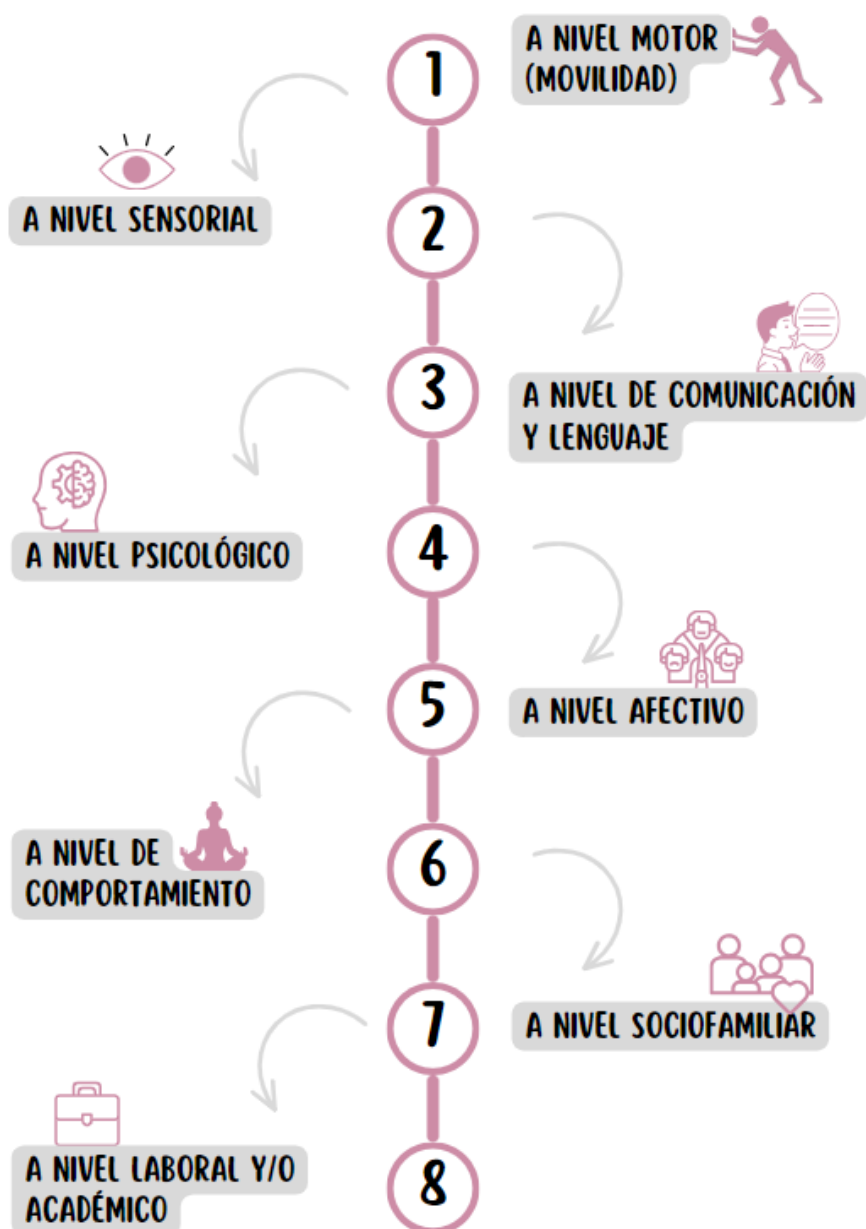 1
A NIVEL MOTOR
(MOVILIDAD)
A NIVEL SENSORIAL
2
3
A NIVEL DE COMUNICACIÓN
Y LENGUAJE
A NIVEL PSICOLÓGICO
4
5
A NIVEL AFECTIVO
A NIVEL DE
COMPORTAMIENTO
6
7
A NIVEL SOCIOFAMILIAR
A NIVEL LABORAL Y/O
ACADÉMICO
8